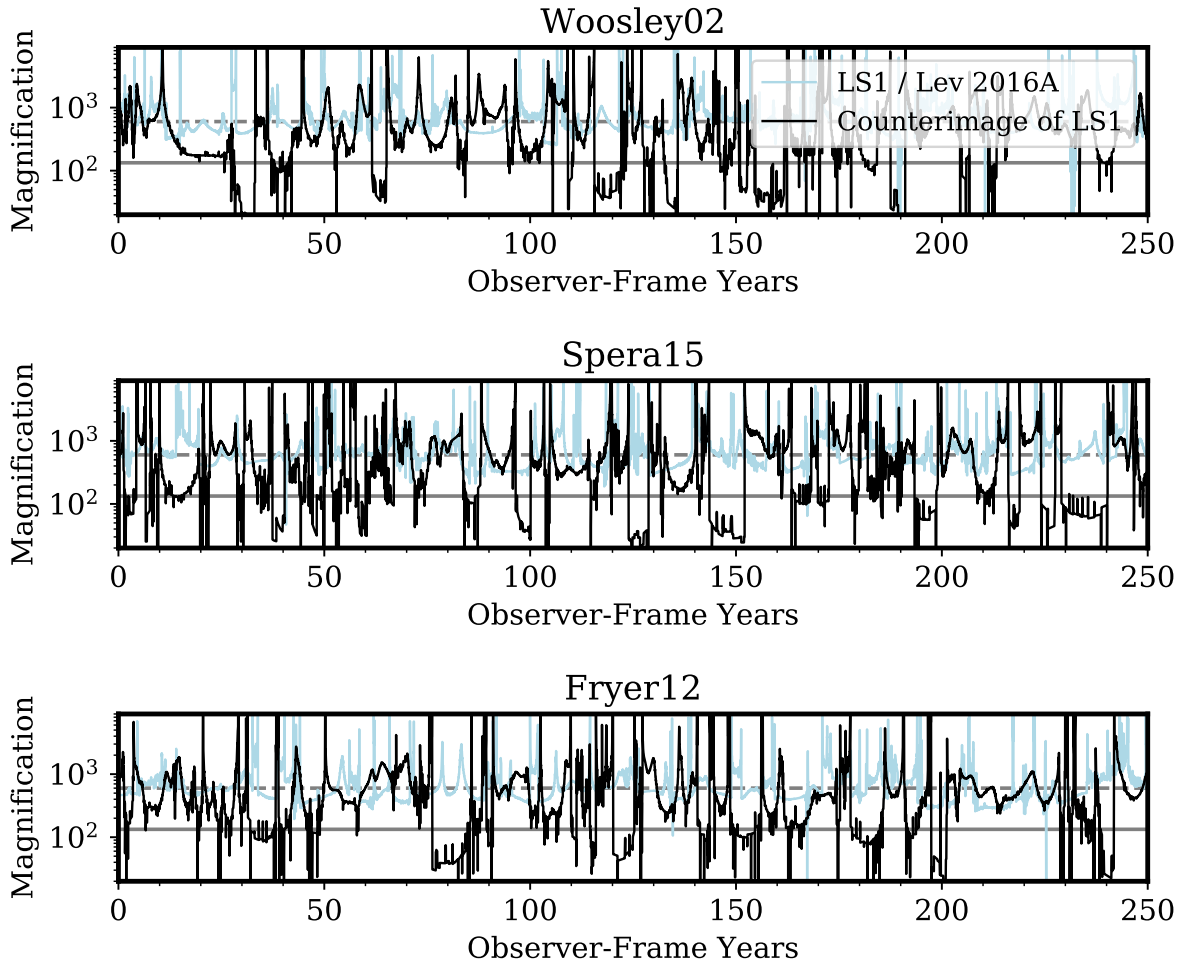 Woosley02
Magnification
10³
10²
LS1 / Lev 2016A
Counterimage of LS1
0 50 100 150 200 250
Observer-Frame Years
Spera15
Magnification
10³
10²
0 50 100 150 200 250
Observer-Frame Years
Fryer12
Magnification
10³
10²
0 50 100 150 200 250
Observer-Frame Years